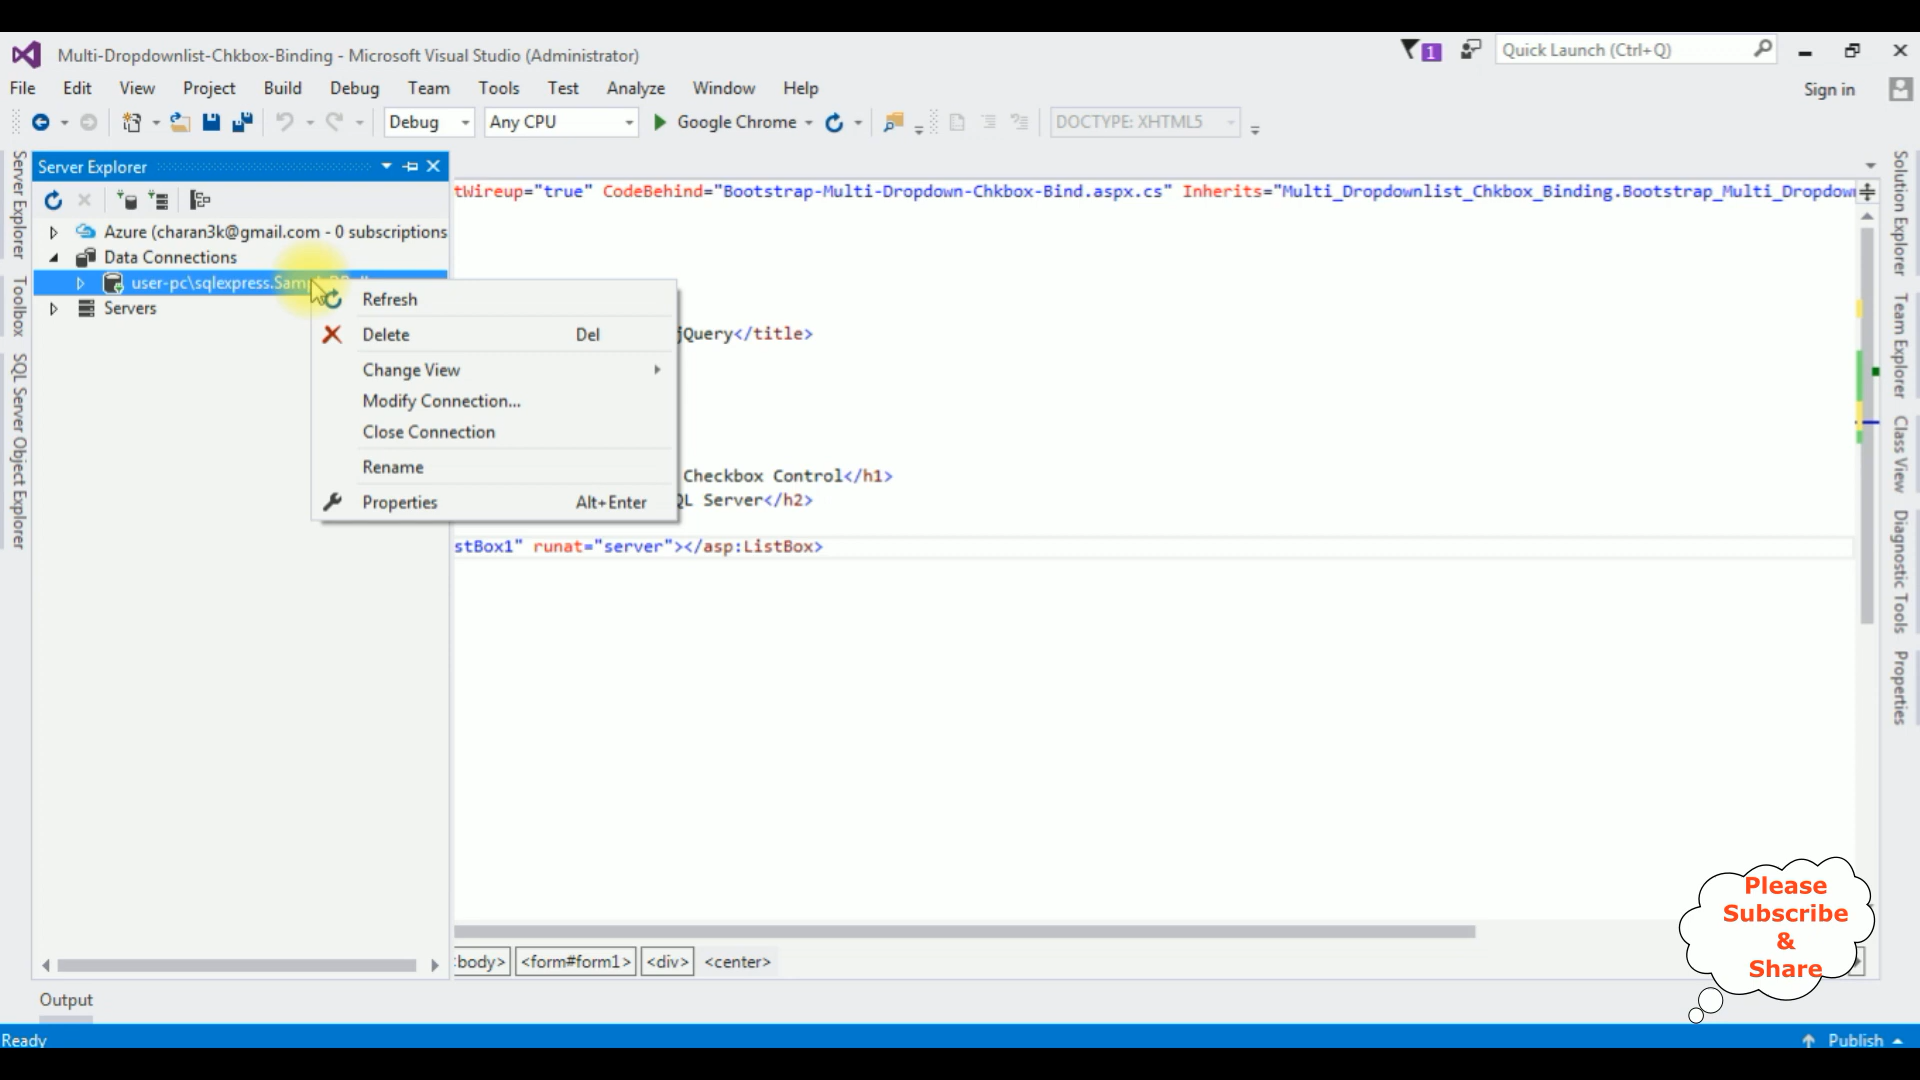 Multi-Dropdownlist-Chkbox-Binding - Microsoft Visual Studio (Administrator)
1
Quick Launch (Ctrl+Q)
File Edit View Project Build Debug Team Tools Test Analyze Window Help
Sign in
Debug Any CPU Google Chrome DOCTYPE: XHTML5
Server Explorer
Azure (charan3k@gmail.com - 0 subscriptions
Data Connections
user-pc\sqlexpress.Sam
Servers
Refresh
Delete Del
Change View
Modify Connection...
Close Connection
Rename
Properties Alt+Enter
tWireup="true" CodeBehind="Bootstrap-Multi-Dropdown-Chkbox-Bind.aspx.cs" Inherits="Multi_Dropdownlist_Chkbox_Binding.Bootstrap_Multi_Dropdow
jQuery</title>
Checkbox Control</h1>
QL Server</h2>
stBox1" runat="server"></asp:ListBox>
Server Explorer
Toolbox
SQL Server Object Explorer
Solution Explorer
Team Explorer
Class View
Diagnostic Tools
Properties
body> <form#form1> <div> <center>
Output
Ready
Publish
Please
Subscribe
&
Share